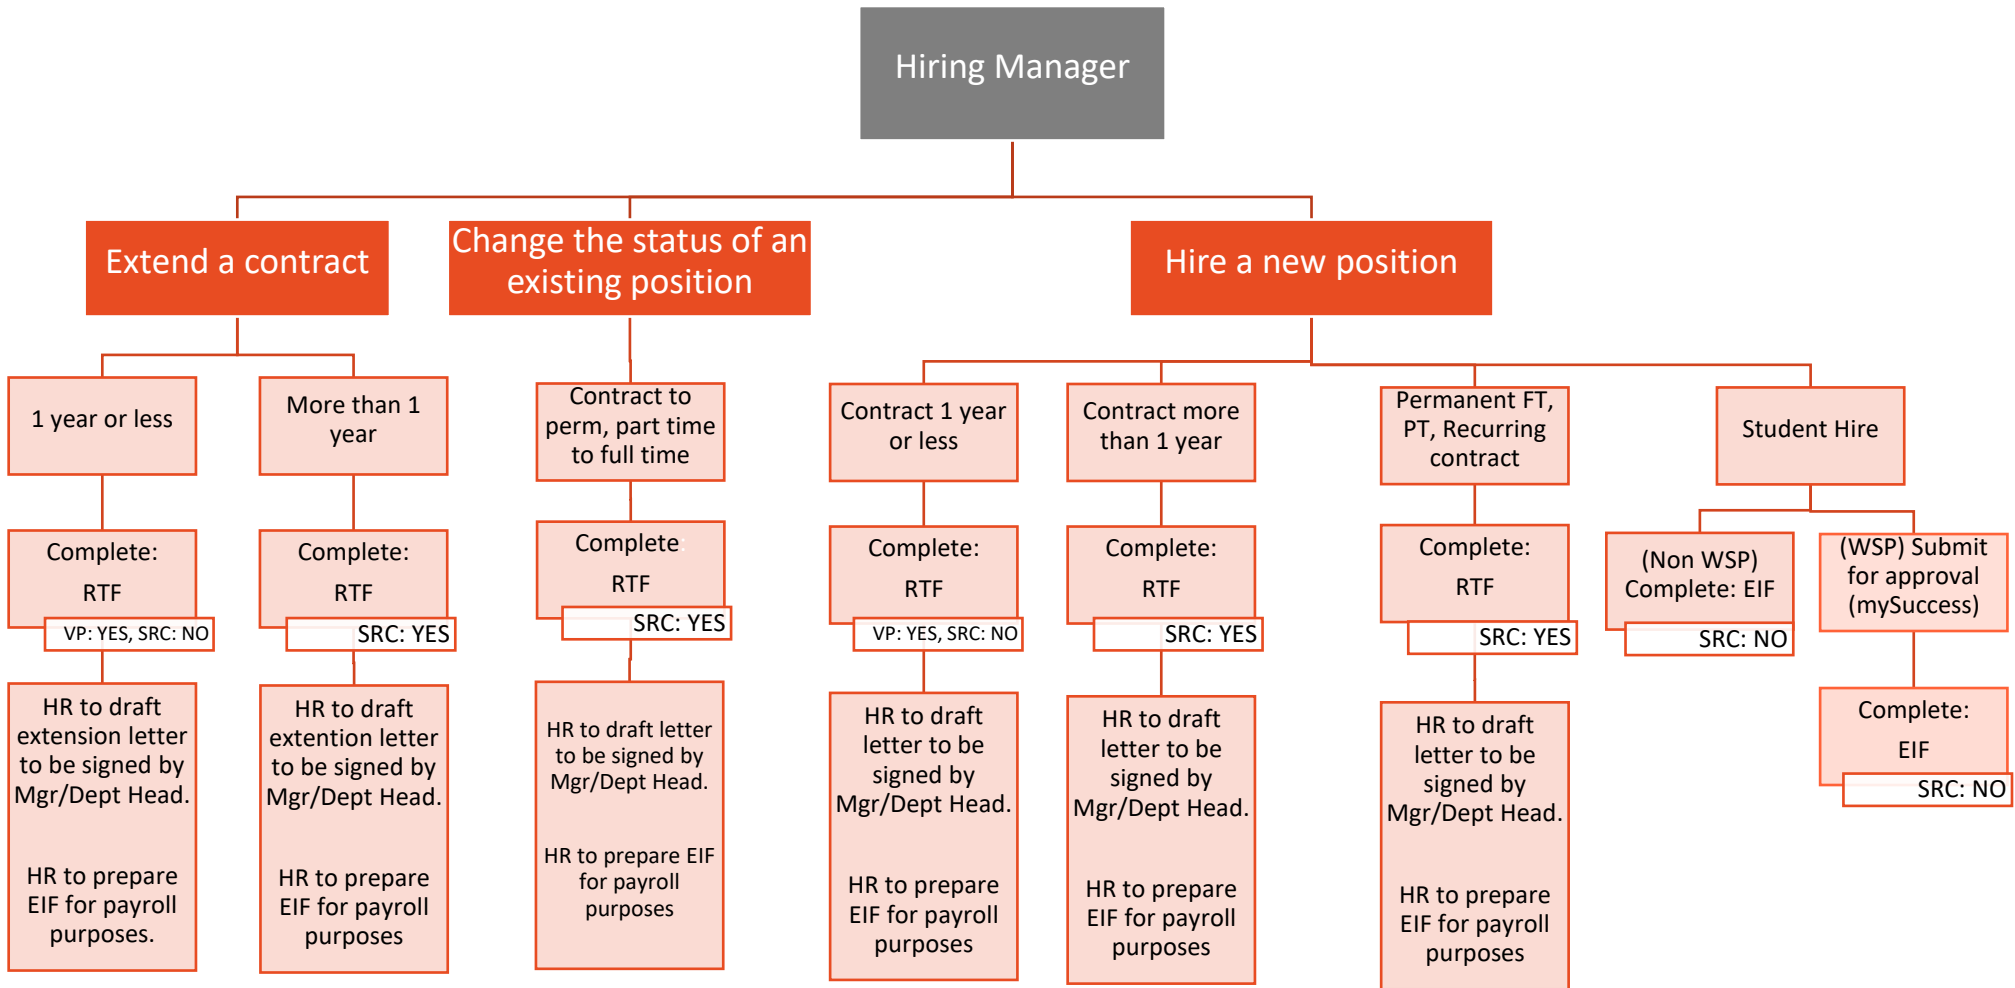 Hiring Manager
Extend a contract
Change the status of an
existing position
Hire a new position
1 year or less
More than 1
year
Contract to
perm, part time
to full time
Contract 1 year
or less
Contract more
than 1 year
Permanent FT,
PT, Recurring
contract
Student Hire
Complete:
RTF
VP: YES, SRC: NO
Complete:
RTF
SRC: YES
Complete
RTF
SRC: YES
Complete:
RTF
VP: YES, SRC: NO
Complete:
RTF
SRC: YES
Complete:
RTF
SRC: YES
(Non WSP)
Complete: EIF
SRC: NO
(WSP) Submit
for approval
(mySuccess)
HR to draft
extension letter
to be signed by
Mgr/Dept Head.
HR to prepare
EIF for payroll
purposes.
HR to draft
extention letter
to be signed by
Mgr/Dept Head.
HR to prepare
EIF for payroll
purposes
HR to draft letter
to be signed by
Mgr/Dept Head.
HR to prepare EIF
for payroll
purposes
HR to draft
letter to be
signed by
Mgr/Dept Head.
HR to prepare
EIF for payroll
purposes
HR to draft
letter to be
signed by
Mgr/Dept Head.
HR to prepare
EIF for payroll
purposes
HR to draft
letter to be
signed by
Mgr/Dept Head.
HR to prepare
EIF for payroll
purposes
Complete:
EIF
SRC: NO